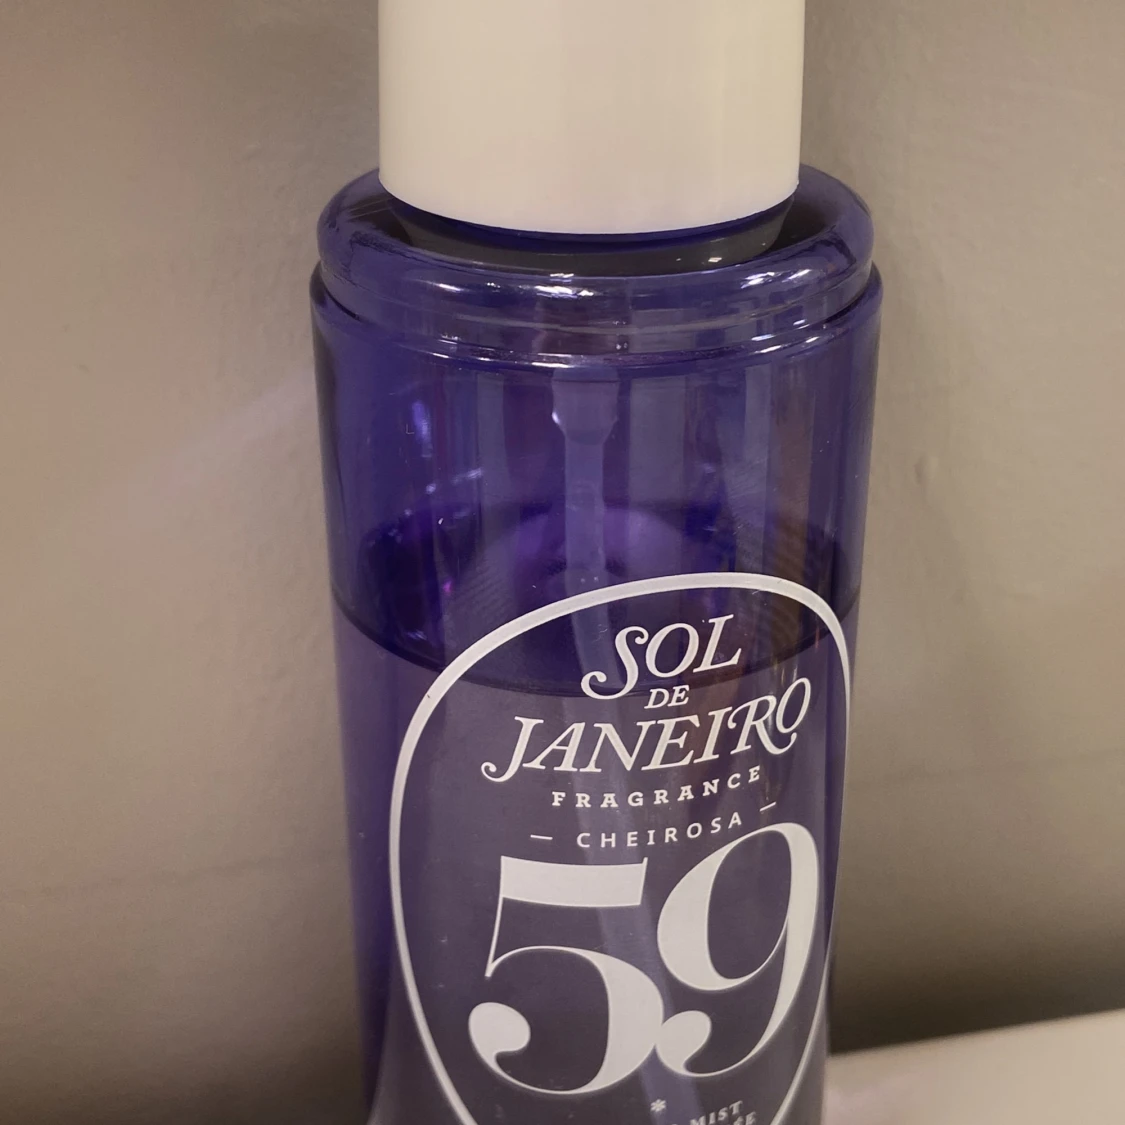 SOL
DE
JANEIRO
FRAGRANCE
— CHEIROSA —
59
*
MIST